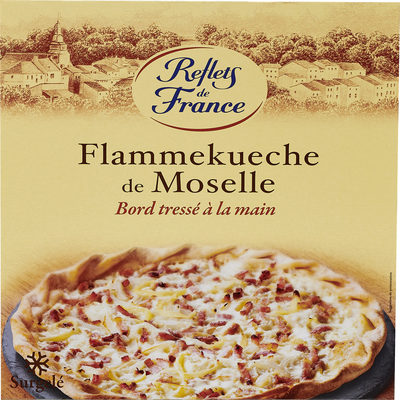 Reflets
de
France
Flammekueche
de Moselle
Bord tressé à la main
Surgelé